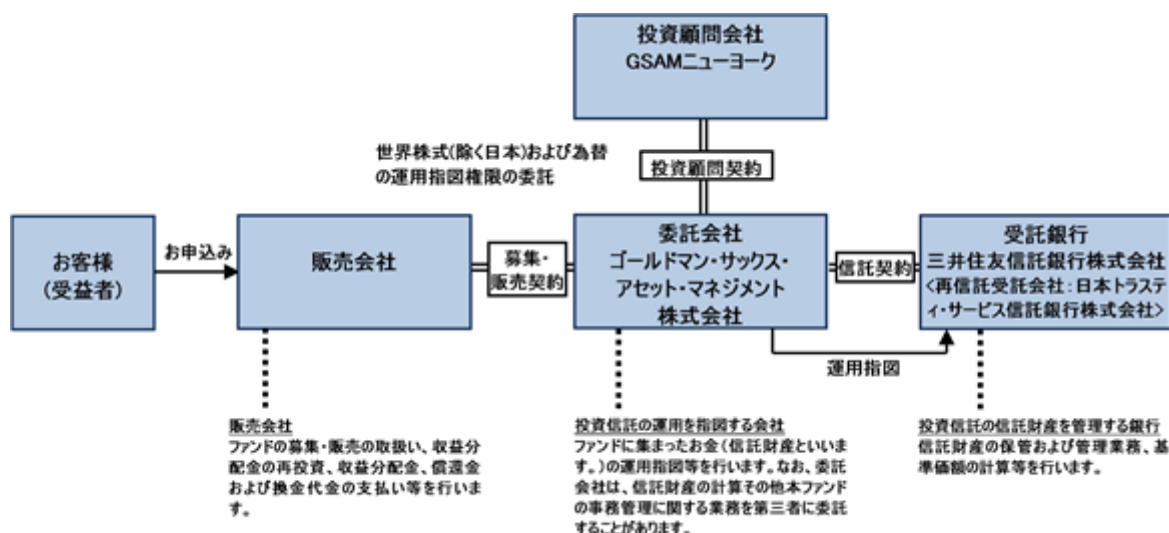 投資顧問会社
GSAMニューヨーク
世界株式(除く日本)および為替
の運用指図権限の委託
投資顧問契約
お客様
(受益者)
お申込み
販売会社
募集・
販売契約
委託会社
ゴールドマン・サックス・
アセット・マネジメント
株式会社
信託契約
受託銀行
三井住友信託銀行株式会社
<再信託受託会社:日本トラステ
ィ・サービス信託銀行株式会社>
運用指図
販売会社
ファンドの募集・販売の取扱い、収益分
配金の再投資、収益分配金、償還金
および換金代金の支払い等を行いま
す。
投資信託の運用を指図する会社
ファンドに集まったお金(信託財産といいま
す。)の運用指図等を行います。なお、委託
会社は、信託財産の計算その他本ファンド
の事務管理に関する業務を第三者に委託
することがあります。
投資信託の信託財産を管理する銀行
信託財産の保管および管理業務、基
準価額の計算等を行います。